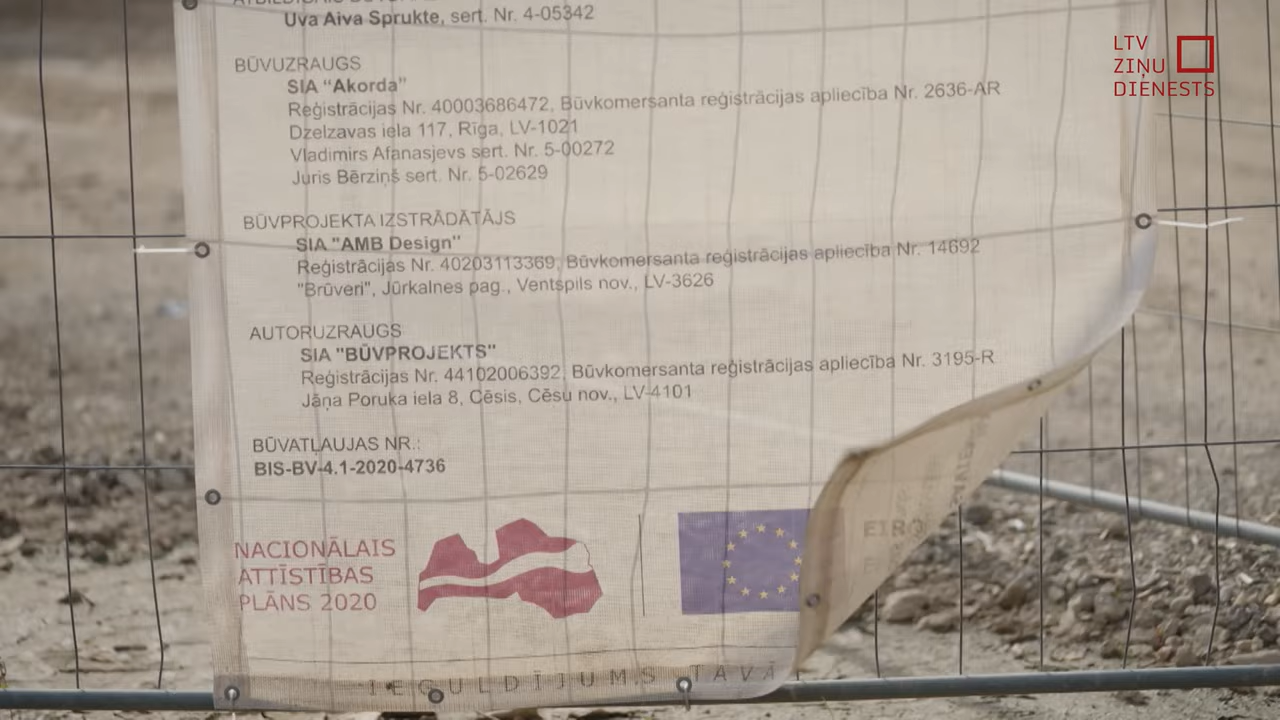 Uva Aiva Sprukte, sert. Nr. 4-05342
BŪVUZRAUGS
SIA "Akorda"
Reģistrācijas Nr. 40003686472, Būvkomersanta reģistrācijas apliecība Nr. 2636-AR
Dzelzavas iela 117, Rīga, LV-1021
Vladimirs Afanasjevs sert. Nr. 5-00272
Juris Bērziņš sert. Nr. 5-02629
BŪVPROJEKTA IZSTRĀDĀTĀJS
SIA "AMB Design"
Reģistrācijas Nr. 40203113369, Būvkomersanta reģistrācijas apliecība Nr. 14692
"Brūveri", Jūrkalnes pag., Ventspils nov., LV-3626
AUTORUZRAUGS
SIA "BŪVPROJEKTS"
Reģistrācijas Nr. 44102006392, Būvkomersanta reģistrācijas apliecība Nr. 3195-R
Jāņa Poruka iela 8, Cēsis, Cēsu nov., LV-4101
BŪVATĻAUJAS NR.:
BIS-BV-4.1-2020-4736
NACIONĀLAIS
ATTĪSTĪBAS
PLĀNS 2020
IEGULDĪJUMS TAVĀ
LTV
ZIŅU
DIENESTS